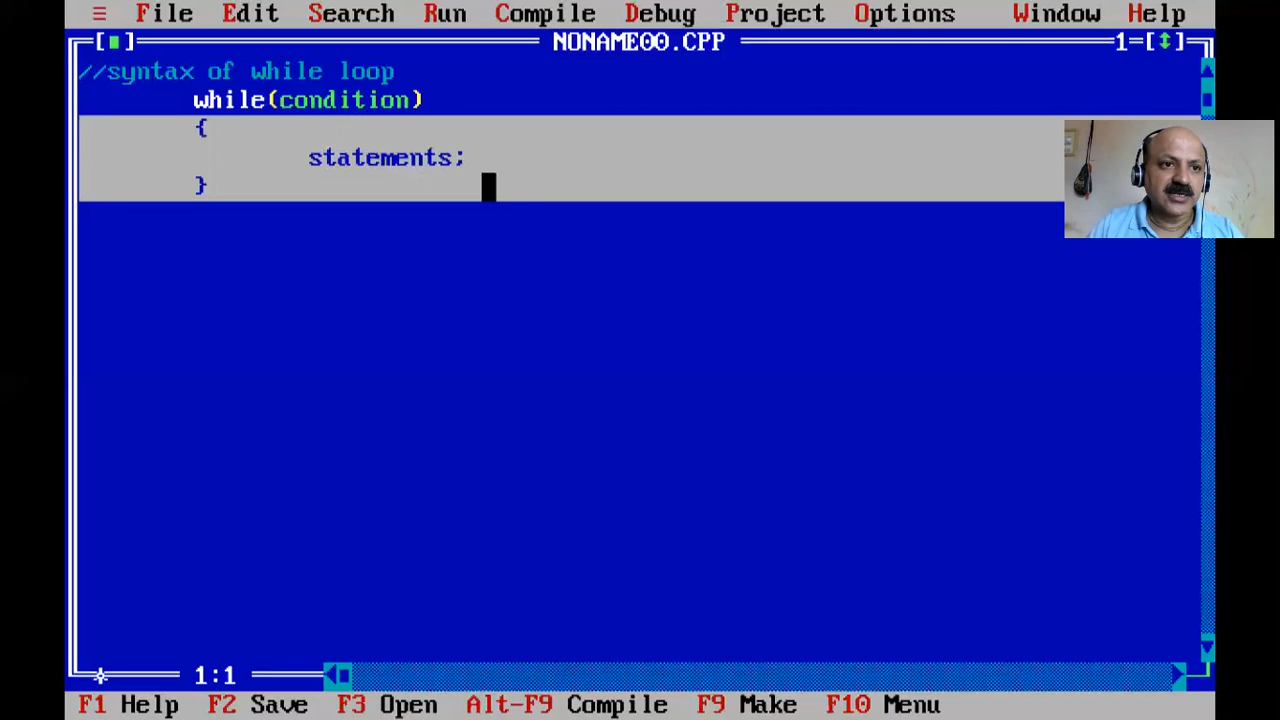 ≡ File Edit Search Run Compile Debug Project Options Window Help
[■] NONAME00.CPP 1=[↕]
//syntax of while loop
while(condition)
{
statements;
}
1:1
F1 Help F2 Save F3 Open Alt-F9 Compile F9 Make F10 Menu